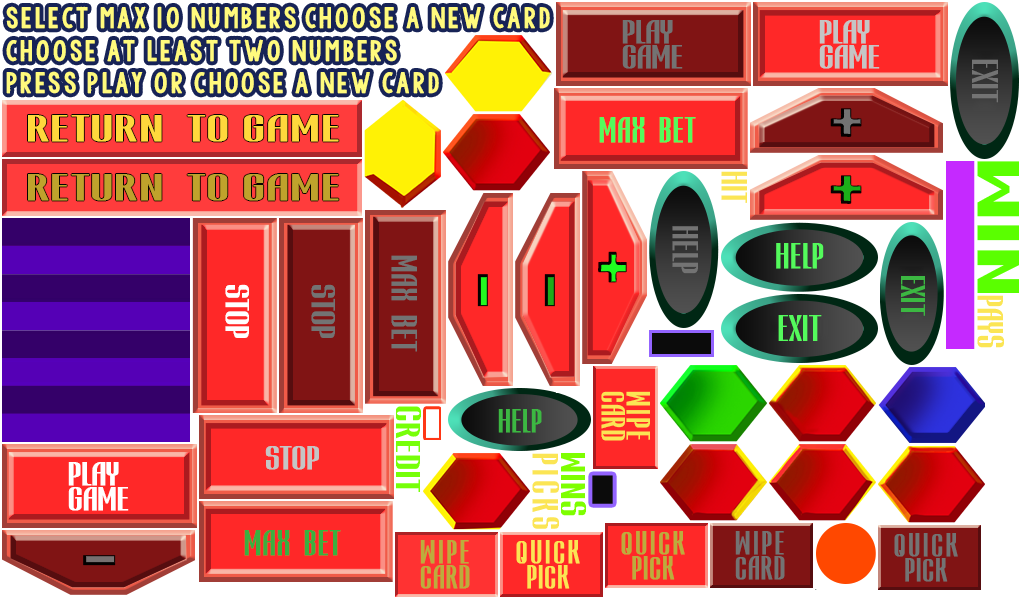 SELECT MAX 10 NUMBERS CHOOSE A NEW CARD
CHOOSE AT LEAST TWO NUMBERS
PRESS PLAY OR CHOOSE A NEW CARD
PLAY
GAME
PLAY
GAME
EXIT
RETURN TO GAME
MAX BET
+
RETURN TO GAME
HIT
+
WIN
STOP
STOP
MAX BET
-
-
+
HELP
HELP
EXIT
EXIT
PAYS
CREDIT
HELP
WIPE
CARD
PLAY
GAME
STOP
WINS
PICKS
-
MAX BET
WIPE
CARD
QUICK
PICK
QUICK
PICK
WIPE
CARD
QUICK
PICK